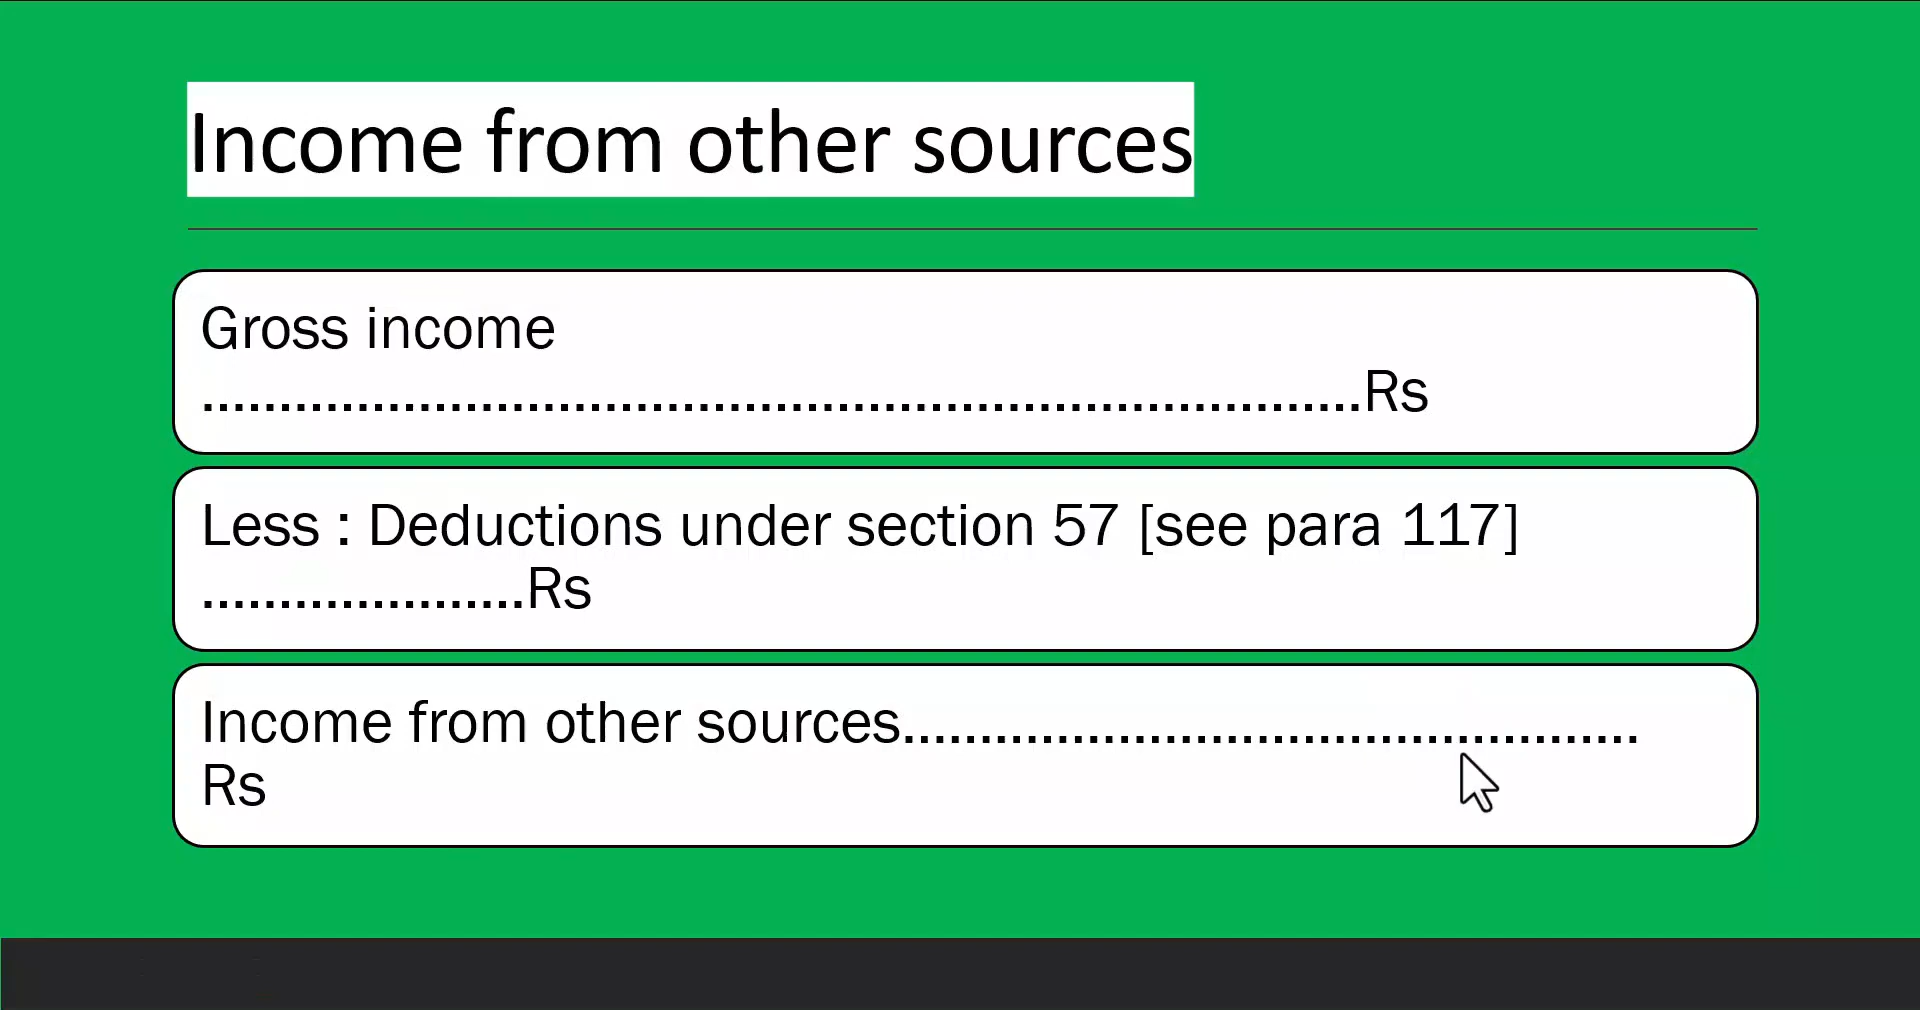 Income from other sources
Gross income
...........................................................................Rs
Less : Deductions under section 57 [see para 117]
.....................Rs
Income from other sources................................................
Rs